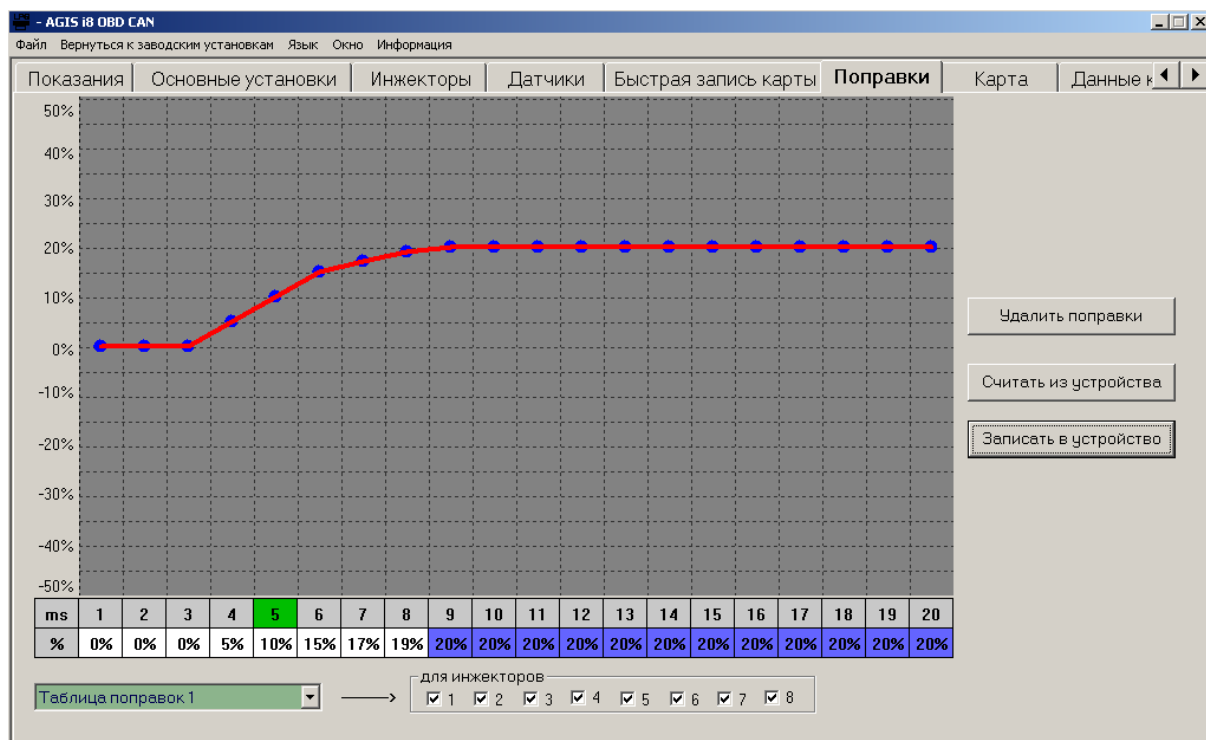 - AGIS i8 OBD CAN
Файл Вернуться к заводским установкам Язык Окно Информация
Показания Основные установки Инжекторы Датчики Быстрая запись карты Поправки Карта Данные к
50%
40%
30%
20%
10%
0%
-10%
-20%
-30%
-40%
-50%
Удалить поправки
Считать из устройства
Записать в устройство
ms 1 2 3 4 5 6 7 8 9 10 11 12 13 14 15 16 17 18 19 20
% 0% 0% 0% 5% 10% 15% 17% 19% 20% 20% 20% 20% 20% 20% 20% 20% 20% 20% 20% 20%
для инжекторов
Таблица поправок 1 1 2 3 4 5 6 7 8